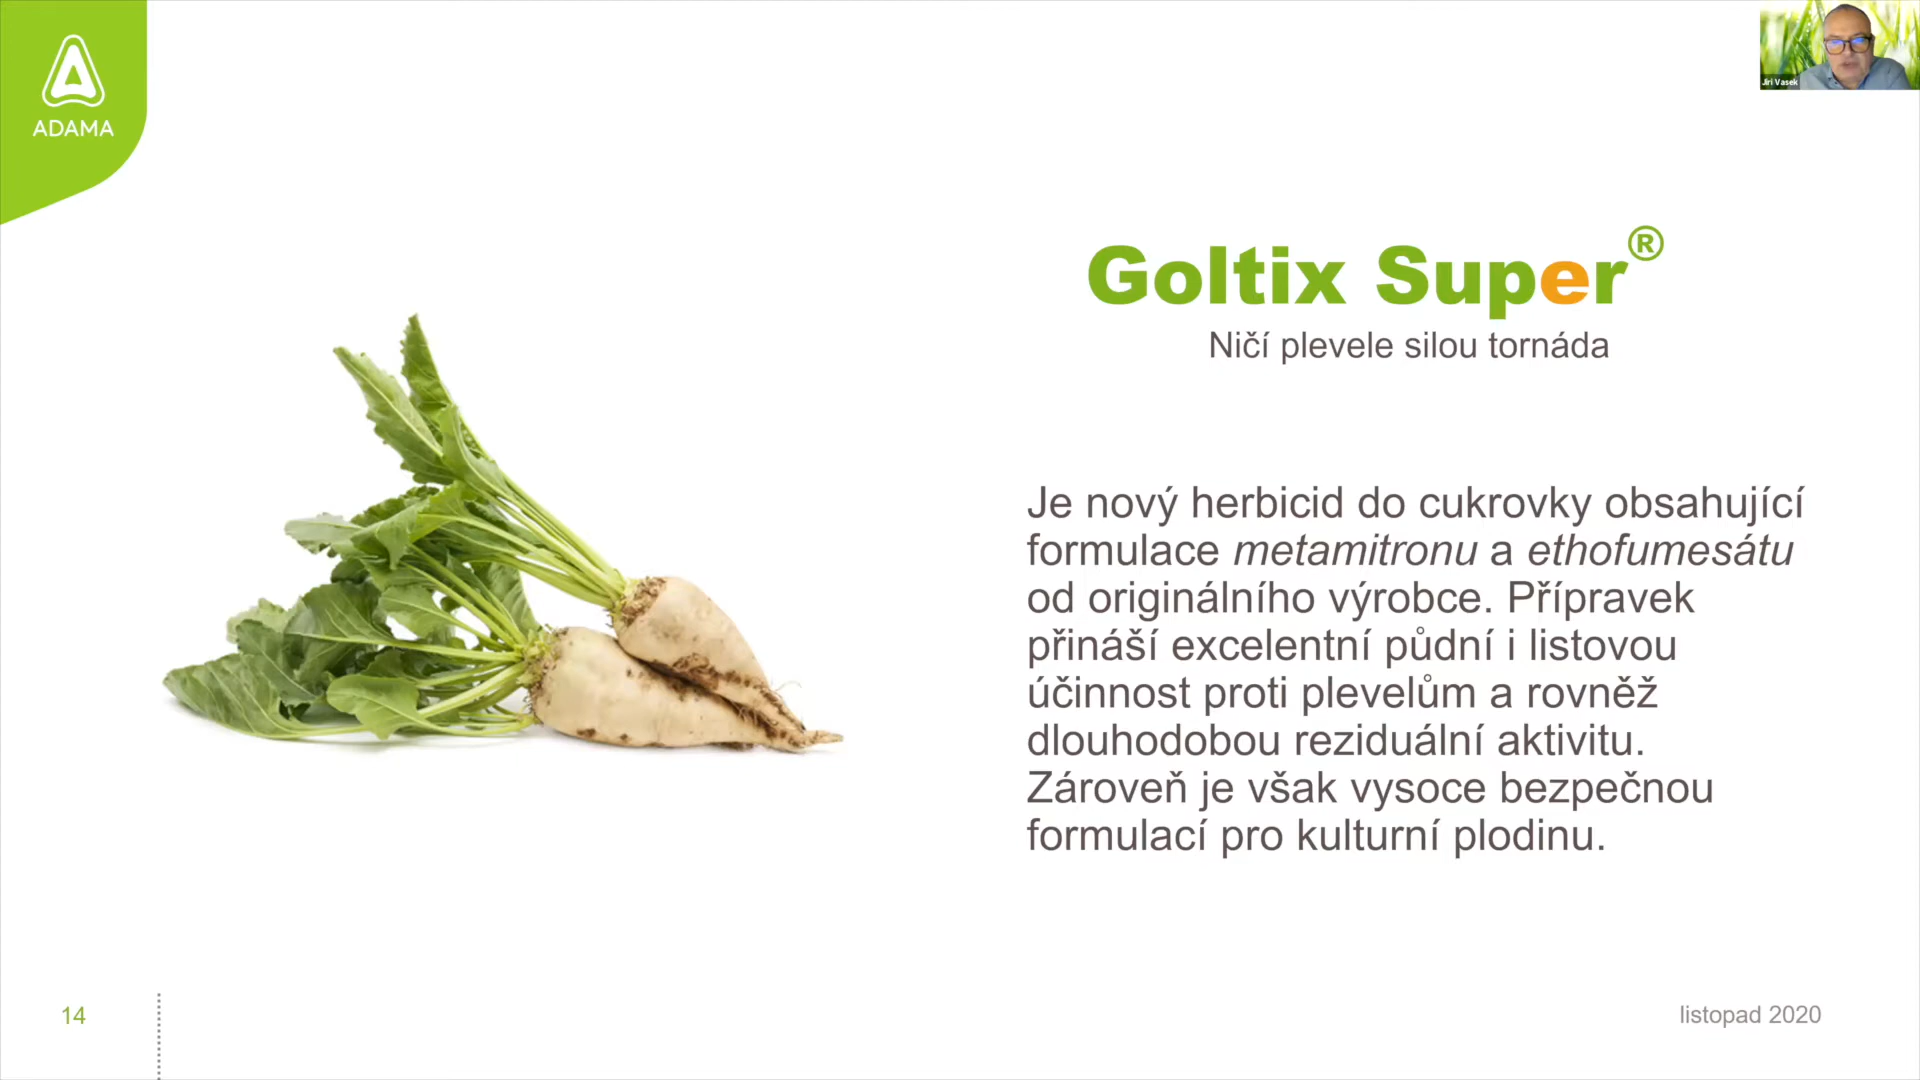 ADAMA
Jiri Vasek
Goltix Super®
Ničí plevele silou tornáda
Je nový herbicid do cukrovky obsahující
formulace metamitronu a ethofumesátu
od originálního výrobce. Přípravek
přináší excelentní půdní i listovou
účinnost proti plevelům a rovněž
dlouhodobou reziduální aktivitu.
Zároveň je však vysoce bezpečnou
formulací pro kulturní plodinu.
14
listopad 2020